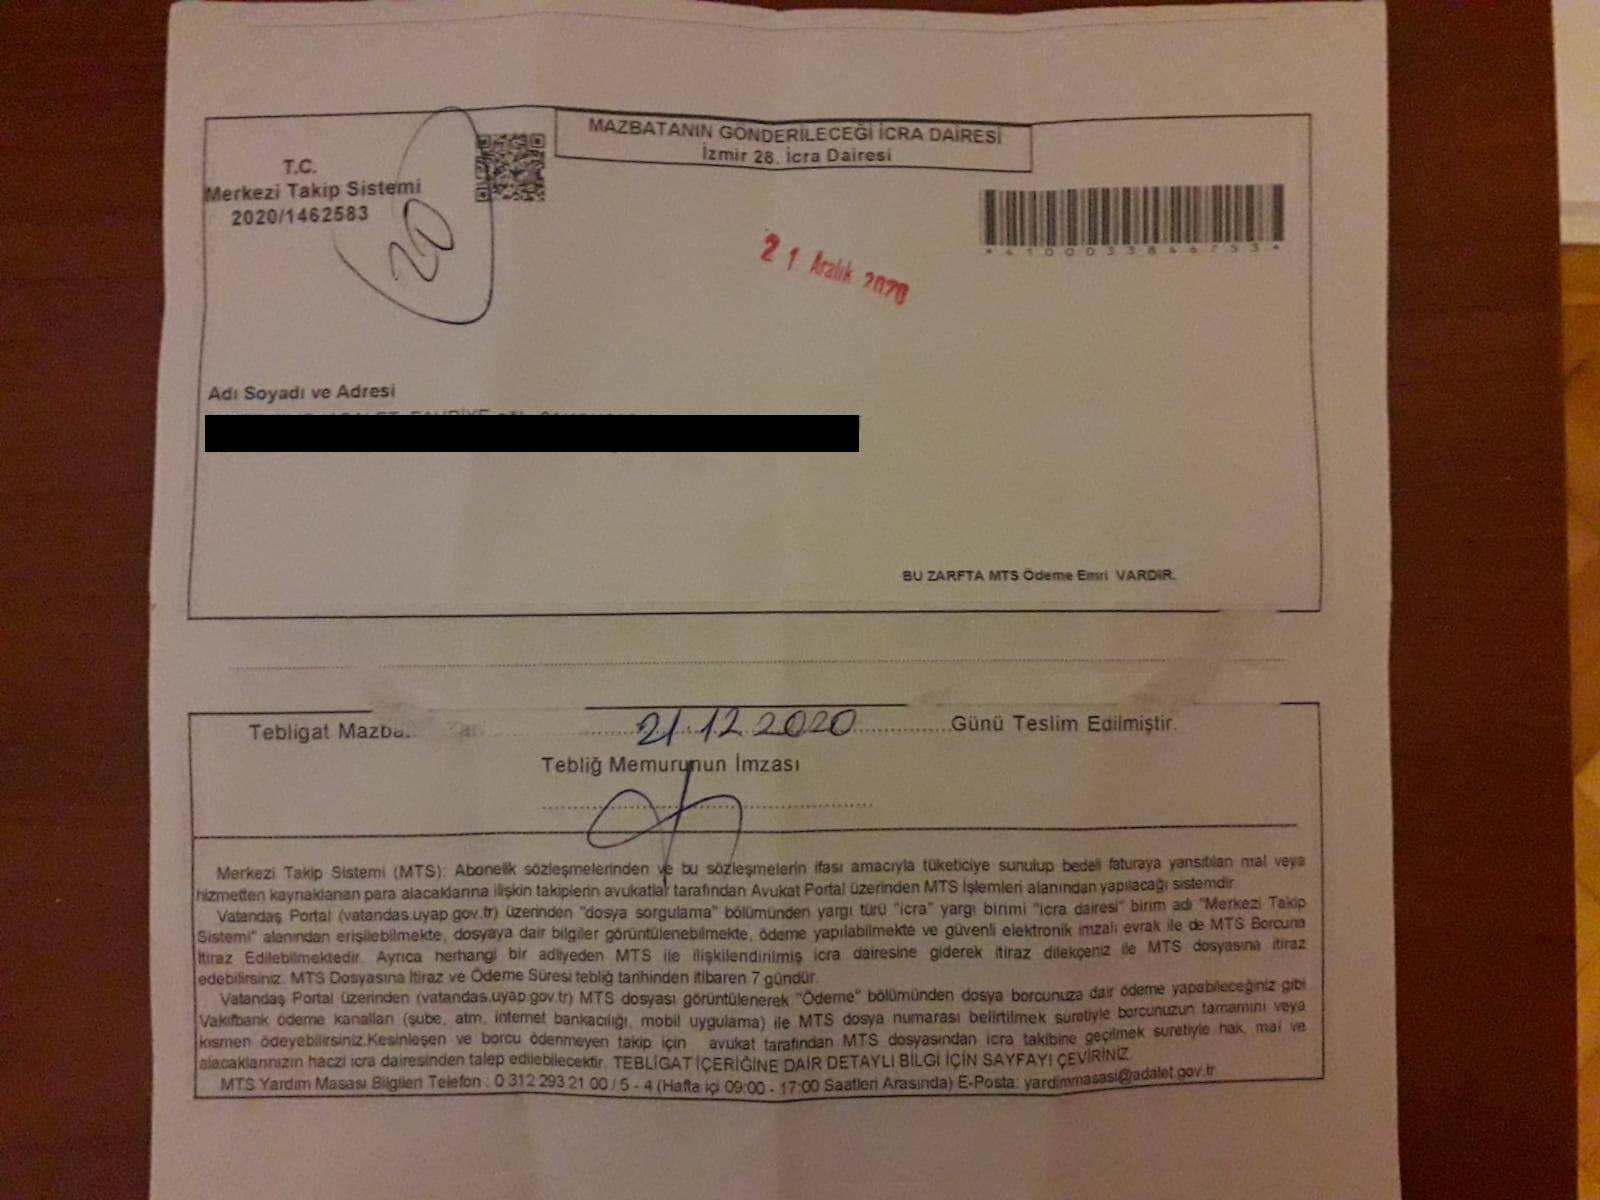 MAZBATANIN GÖNDERİLECEĞİ İCRA DAİRESİ
İzmir 28. İcra Dairesi
T.C.
Merkezi Takip Sistemi
2020/1462583
20
*4100033846753*
21 Aralık 2020
Adı Soyadı ve Adresi
BU ZARFTA MTS Ödeme Emri VARDIR.
Tebligat 21.12.2020 Günü Teslim Edilmiştir.
Tebliğ Memurunun İmzası
Merkezi Takip Sistemi (MTS): Abonelik sözleşmelerinden ve bu sözleşmelerin ifası amacıyla tüketiciye sunulup bedeli faturaya yansıtılan mal veya
hizmetten kaynaklanan para alacaklarına ilişkin takiplerin avukatlar tarafından Avukat Portal üzerinden MTS İşlemleri alanından yapılacağı sistemdir.
Vatandaş Portal (vatandas.uyap.gov.tr) üzerinden "dosya sorgulama" bölümünden yargı türü "icra" yargı birimi "icra dairesi" birim adı "Merkezi Takip
Sistemi" alanından erişilebilmekte, dosyaya dair bilgiler görüntülenebilmekte, ödeme yapılabilmekte ve güvenli elektronik imzalı evrak ile de MTS Borcuna
İtiraz Edilebilmektedir. Ayrıca herhangi bir adliyeden MTS ile ilişkilendirilmiş icra dairesine giderek itiraz dilekçeniz ile MTS dosyasına itiraz
edebilirsiniz. MTS Dosyasına İtiraz ve Ödeme Süresi tebliğ tarihinden itibaren 7 gündür.
Vatandaş Portal üzerinden (vatandas.uyap.gov.tr) MTS dosyası görüntülenerek "Ödeme" bölümünden dosya borcunuza dair ödeme yapabileceğiniz gibi
Vakıfbank ödeme kanalları (şube, atm, internet bankacılığı, mobil uygulama) ile MTS dosya numarası belirtilmek suretiyle borcunuzun tamamını veya
kısmen ödeyebilirsiniz.Kesinleşen ve borcu ödenmeyen takip için avukat tarafından MTS dosyasından icra takibine geçilmek suretiyle hak, mal ve
alacaklarınızın haczi icra dairesinden talep edilebilecektir. TEBLİGAT İÇERİĞİNE DAİR DETAYLI BİLGİ İÇİN SAYFAYI ÇEVİRİNİZ.
MTS Yardım Masası Bilgileri Telefon : 0 312 293 21 00 / 5 - 4 (Hafta içi 09:00 - 17:00 Saatleri Arasında) E-Posta: yardimmasasi@adalet.gov.tr